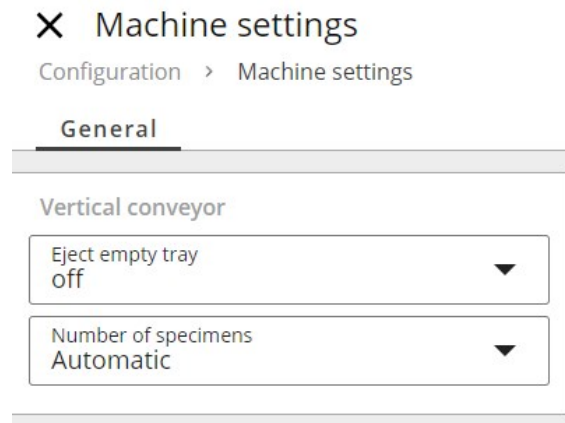 Machine settings
Configuration > Machine settings
General
Vertical conveyor
Eject empty tray
off
Number of specimens
Automatic